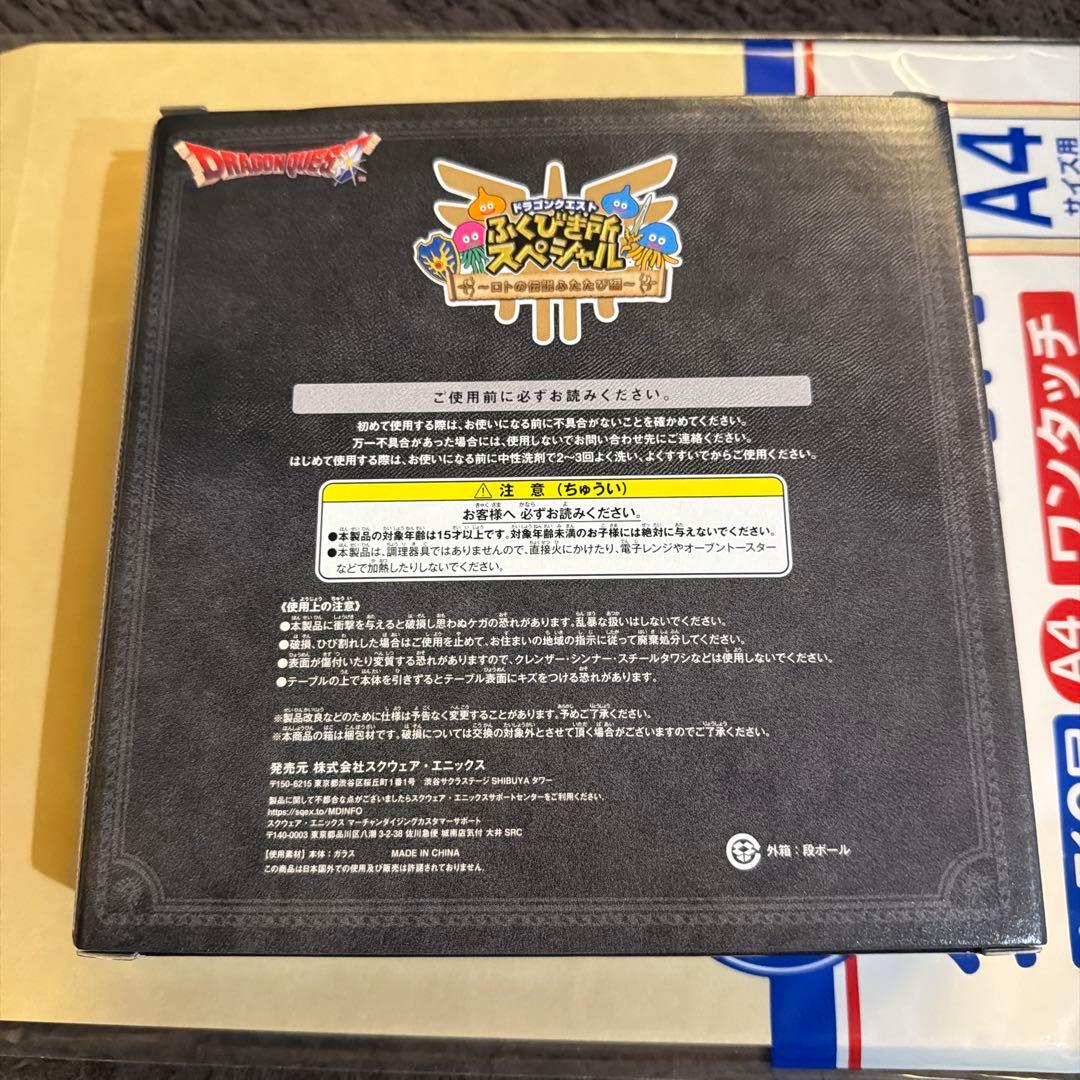 DRAGON QUEST
ドラゴンクエスト
ふくびき所
スペシャル
～ロトの伝説ふたたび編～
ご使用前に必ずお読みください。
初めて使用する際は、お使いになる前に不具合がないことを確かめてください。
万一不具合があった場合には、使用しないでお問い合わせ先にご連絡ください。
はじめて使用する際は、お使いになる前に中性洗剤で2～3回よく洗い、よくすすいでからご使用ください。
⚠ 注 意（ちゅうい）
お客様へ 必ずお読みください。
●本製品の対象年齢は15才以上です。対象年齢未満のお子様には絶対に与えないでください。
●本製品は、調理器具ではありませんので、直接火にかけたり、電子レンジやオーブントースター
などで加熱したりしないでください。
《使用上の注意》
●本製品に衝撃を与えると破損し思わぬケガの恐れがあります。乱暴な扱いはしないでください。
●破損、ひび割れした場合はご使用を止めて、お住まいの地域の指示に従って廃棄処分してください。
●表面が傷付いたり変質する恐れがありますので、クレンザー・シンナー・スチールタワシなどは使用しないでください。
●テーブルの上で本体を引きずるとテーブル表面にキズをつける恐れがあります。
※製品改良などのために仕様は予告なく変更することがあります。予めご了承ください。
※本商品の箱は梱包材です。破損については交換の対象外とさせて頂く場合がございますのでご了承ください。
発売元 株式会社スクウェア・エニックス
〒150-6215 東京都渋谷区桜丘町1番1号 渋谷サクラステージ SHIBUYA タワー
製品に関して不都合な点がございましたらスクウェア・エニックスサポートセンターをご利用ください。
https://sqex.to/MDINFO
スクウェア・エニックス マーチャンダイジングカスタマーサポート
〒140-0003 東京都品川区八潮 3-2-38 佐川急便 城南店気付 大井 SRC
【使用素材】本体：ガラス MADE IN CHINA
この商品は日本国外での使用及び販売は許諾されておりません。
外箱：段ボール
A4
サイズ用
ワンタッチ
A4